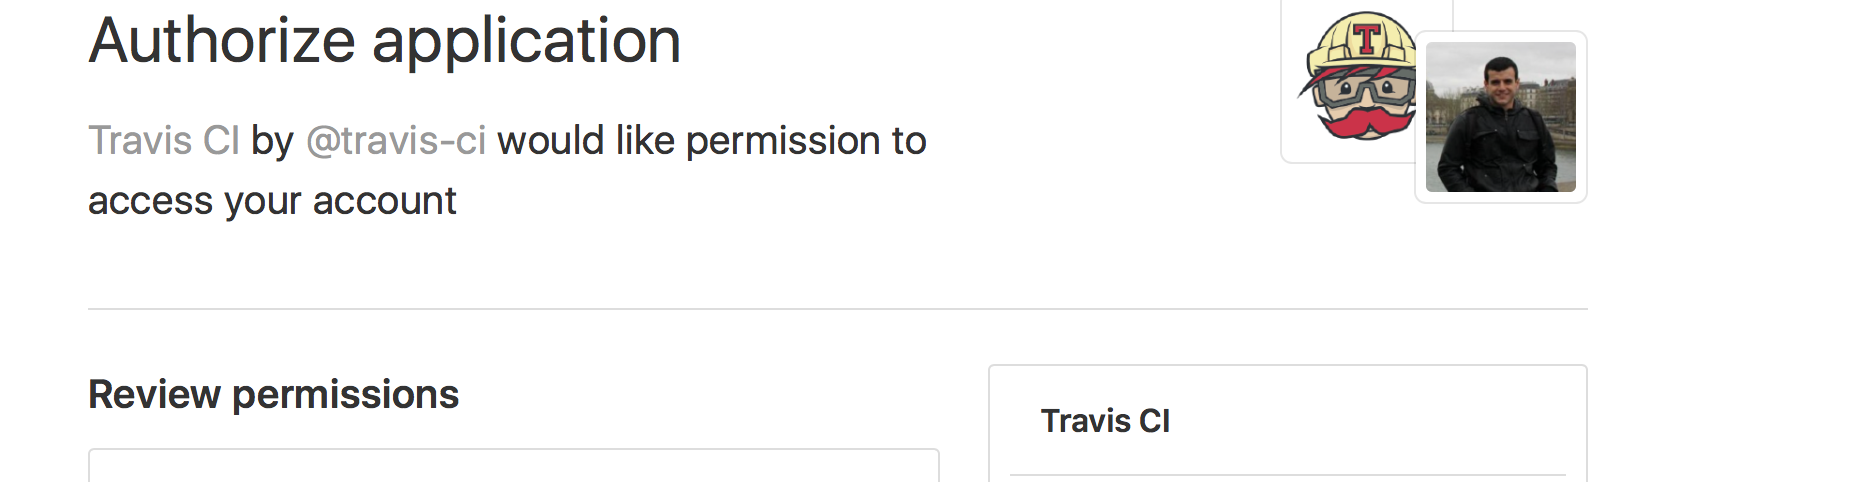 Authorize application
Travis CI by @travis-ci would like permission to
access your account
T
Review permissions
Travis CI